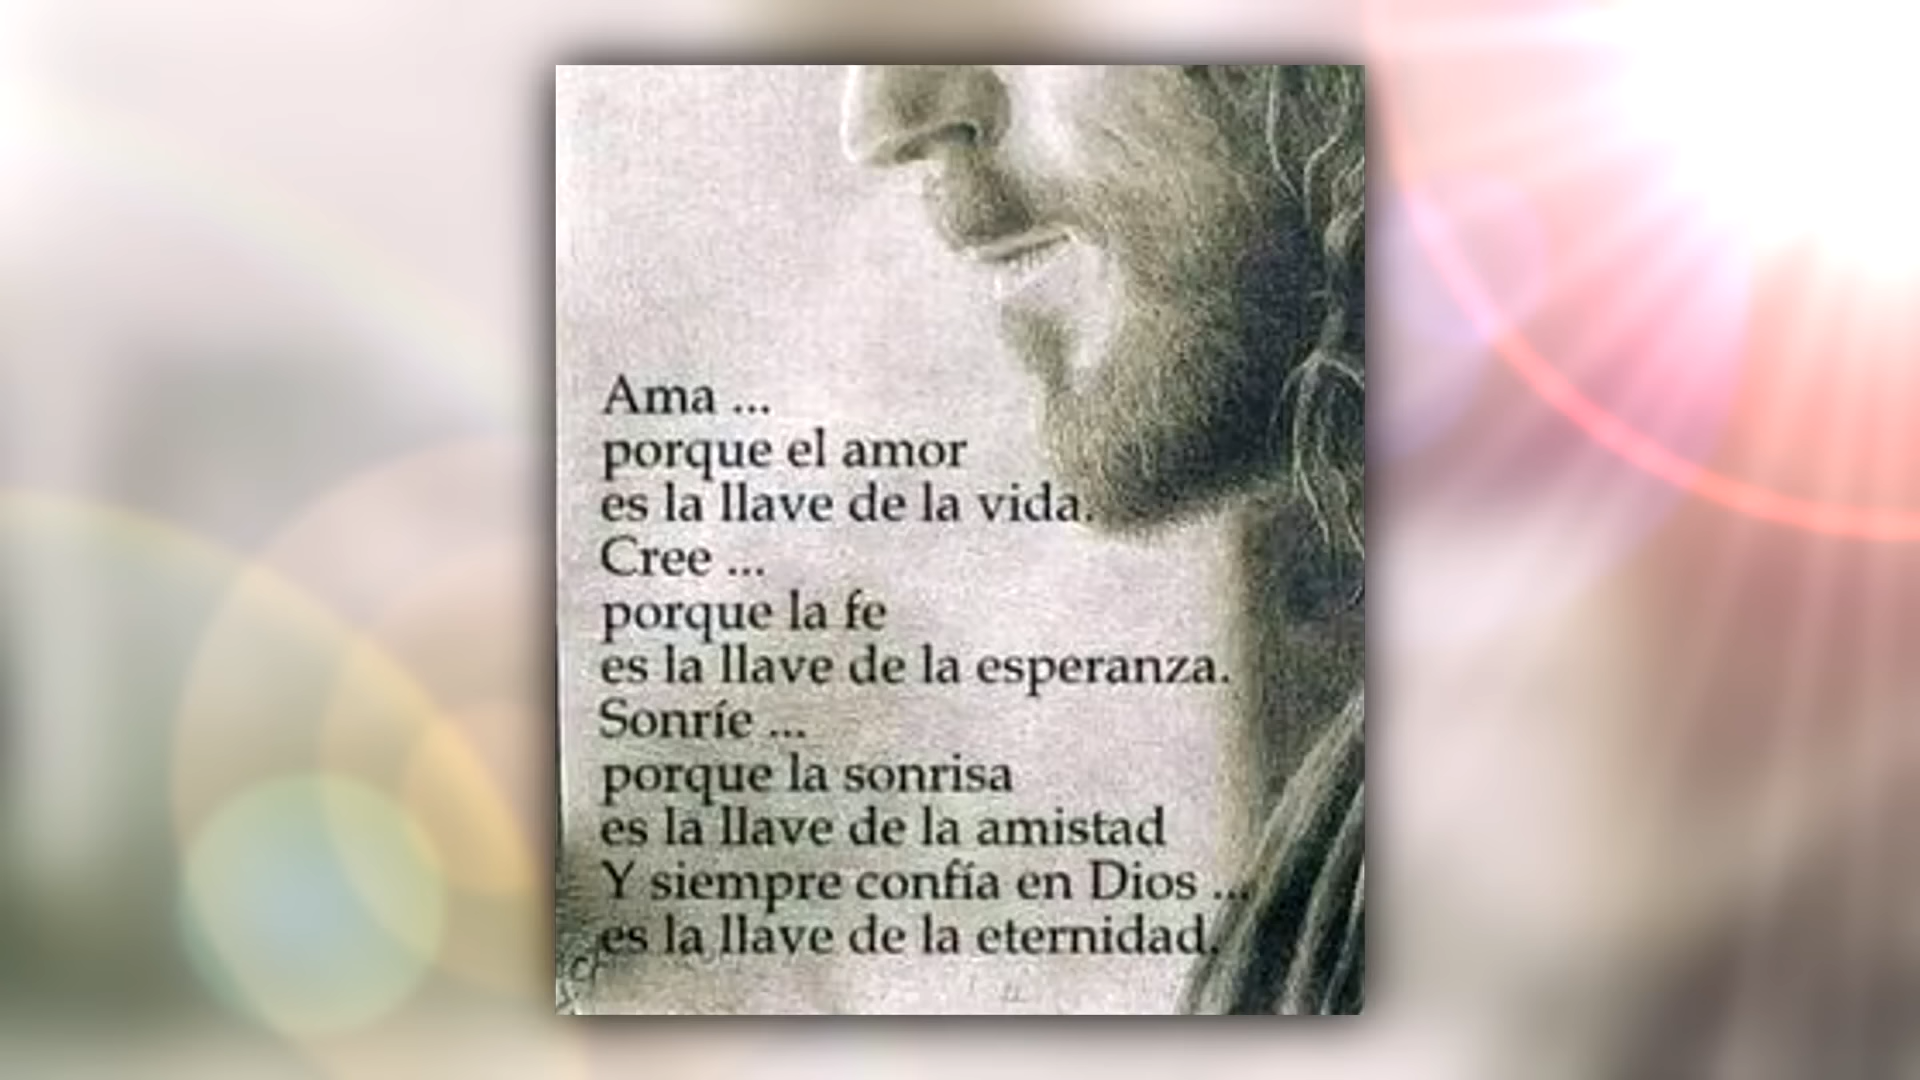 Ama ...
porque el amor
es la llave de la vida.
Cree ...
porque la fe
es la llave de la esperanza.
Sonríe ...
porque la sonrisa
es la llave de la amistad
Y siempre confía en Dios ...
es la llave de la eternidad.